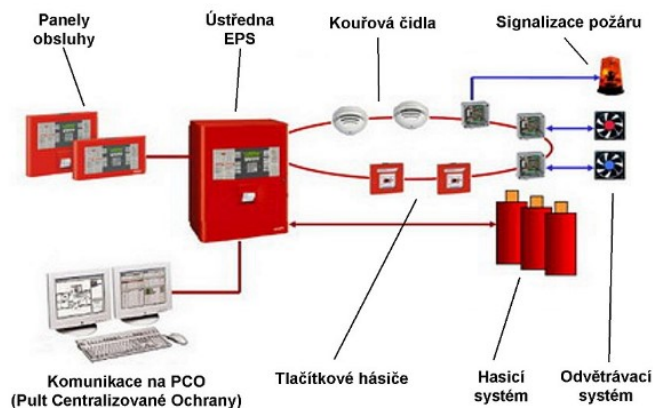 Panely
obsluhy
Ústředna
EPS
Kouřová čidla
Signalizace požáru
Komunikace na PCO
(Pult Centralizované Ochrany)
Tlačítkové hásiče
Hasicí
systém
Odvětrávací
systém